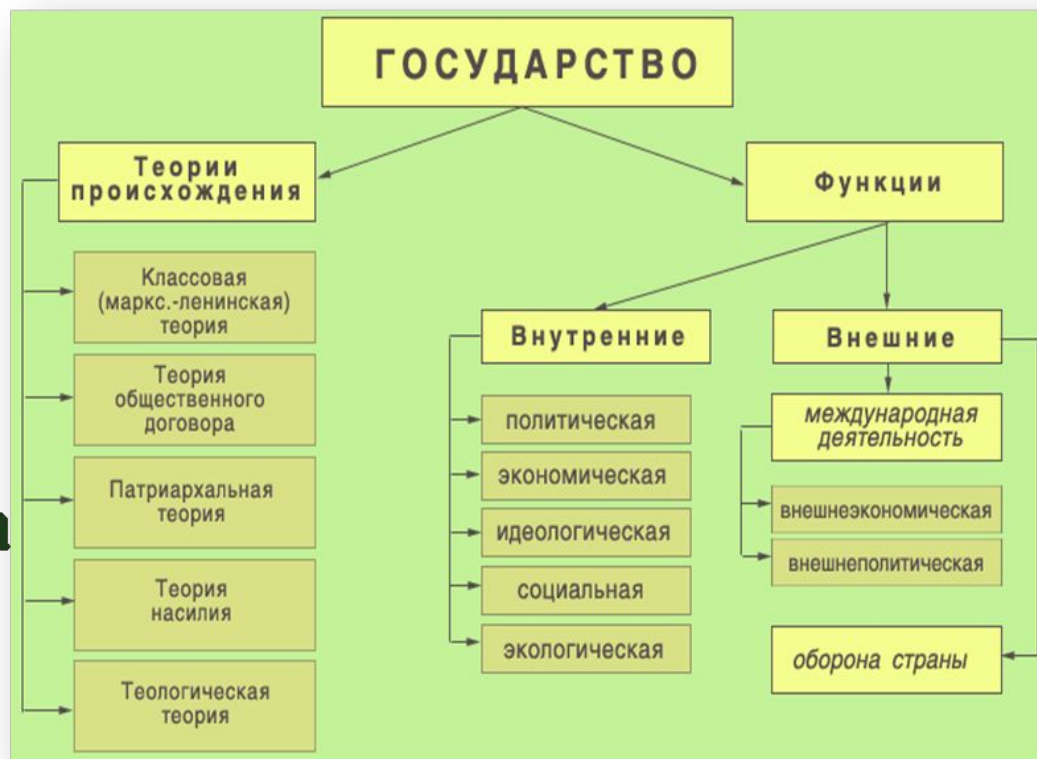 ГОСУДАРСТВО
Теории
происхождения
Классовая
(маркс.-ленинская)
теория
Теория
общественного
договора
Патриархальная
теория
Теория
насилия
Теологическая
теория
Функции
Внутренние
политическая
экономическая
идеологическая
социальная
экологическая
Внешние
международная
деятельность
внешнеэкономическая
внешнеполитическая
оборона страны